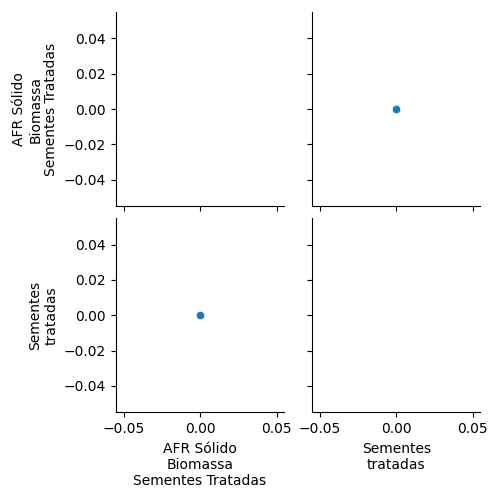 AFR Sólido
Biomassa
Sementes Tratadas
0.04
0.02
0.00
−0.02
−0.04
Sementes
tratadas
0.04
0.02
0.00
−0.02
−0.04
−0.05 0.00 0.05
AFR Sólido
Biomassa
Sementes Tratadas
−0.05 0.00 0.05
Sementes
tratadas